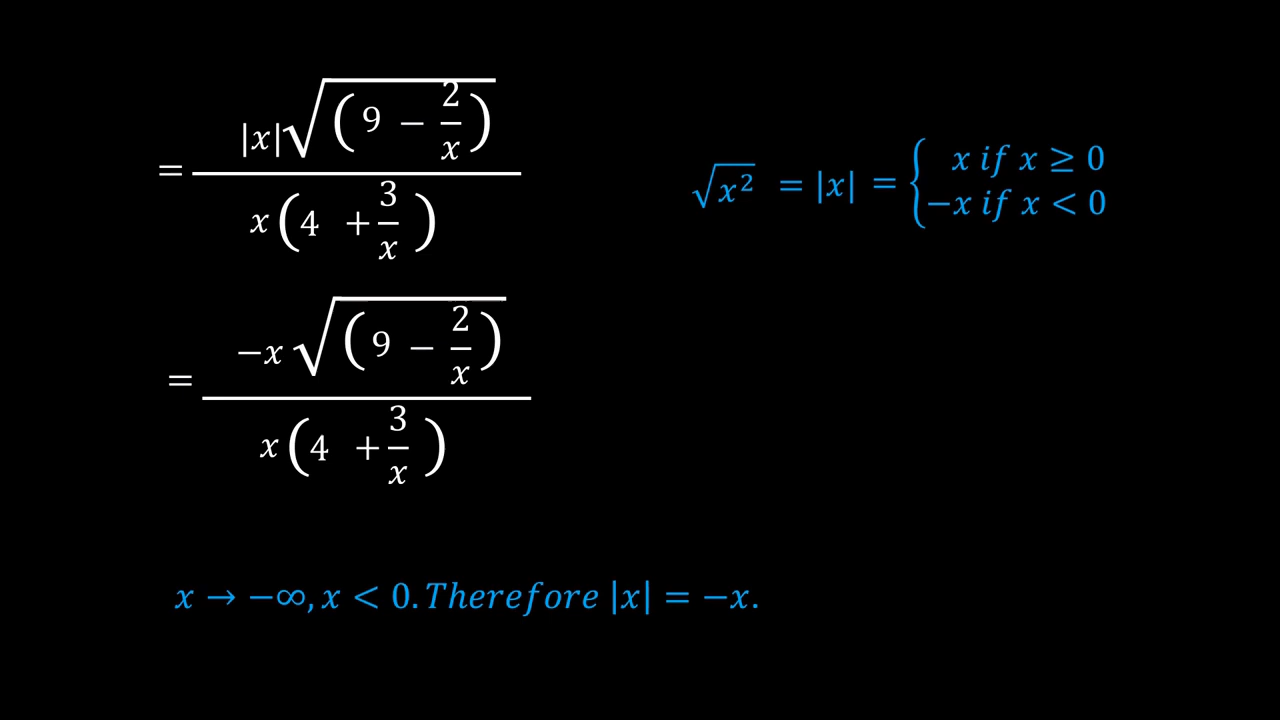 = |x|√(9 − 2/x) / x(4 + 3/x)
√x² = |x| = { x if x ≥ 0
−x if x < 0
= −x√(9 − 2/x) / x(4 + 3/x)
x → −∞, x < 0. Therefore |x| = −x.